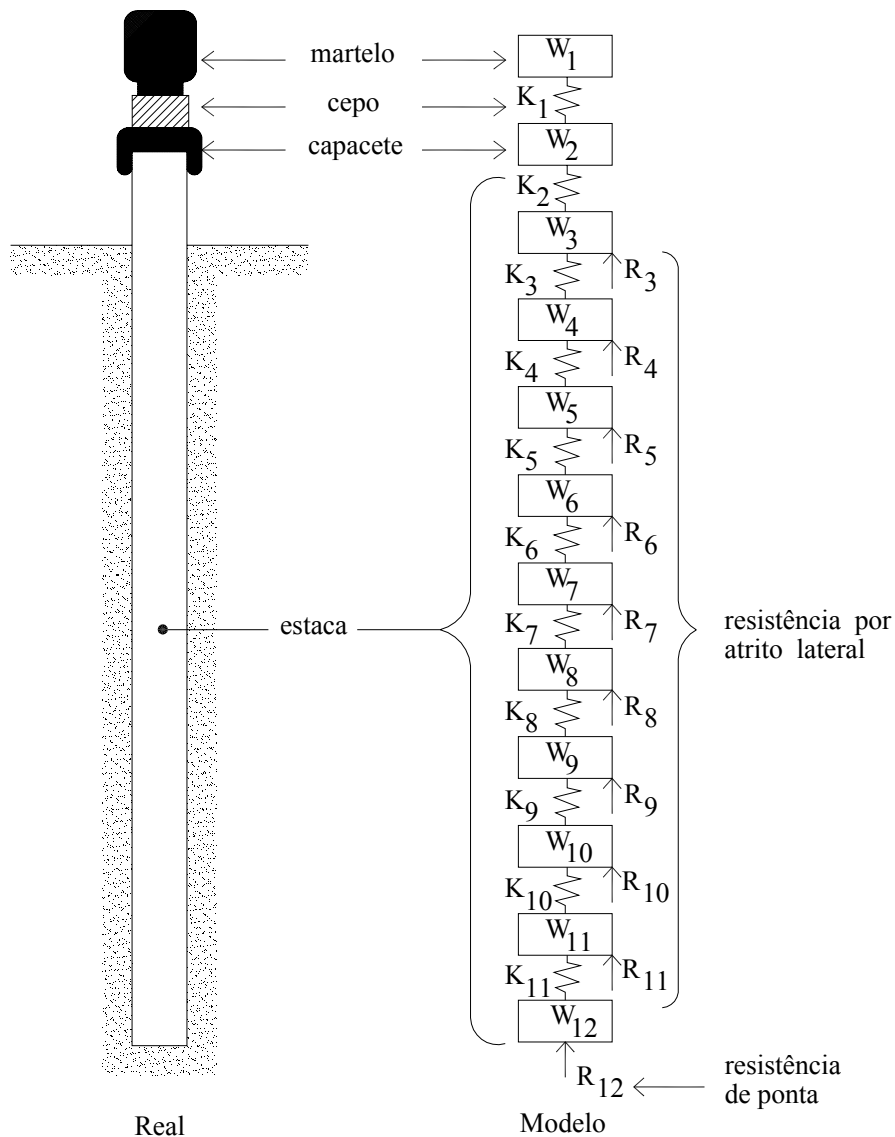 martelo
W1
cepo
K1
capacete
W2
K2
W3
R3
K3
W4
R4
K4
W5
R5
K5
W6
R6
K6
W7
estaca
R7
K7
resistência por
atrito lateral
W8
R8
K8
W9
R9
K9
W10
R10
K10
W11
R11
K11
W12
R12
resistência
de ponta
Real
Modelo